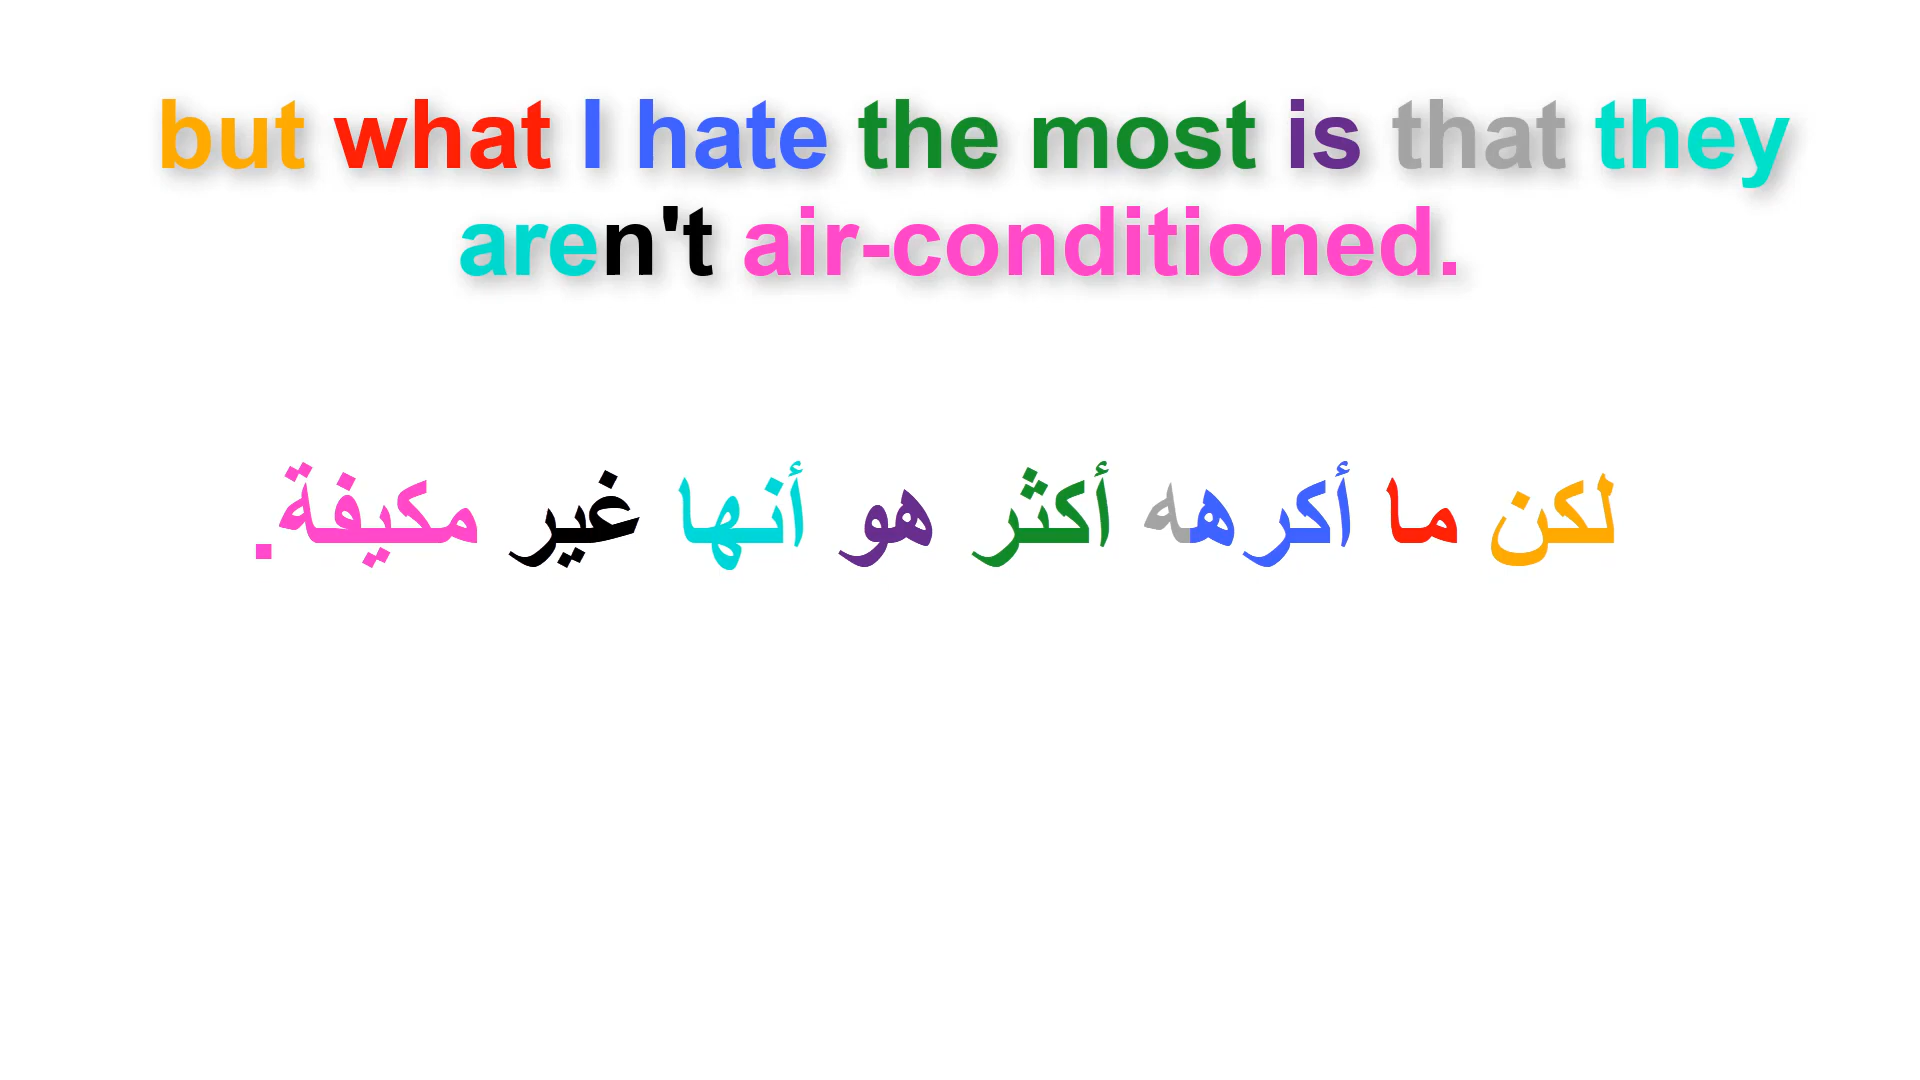 but what I hate the most is that they
aren't air-conditioned.
لكن ما أكرهه أكثر هو أنها غير مكيفة.